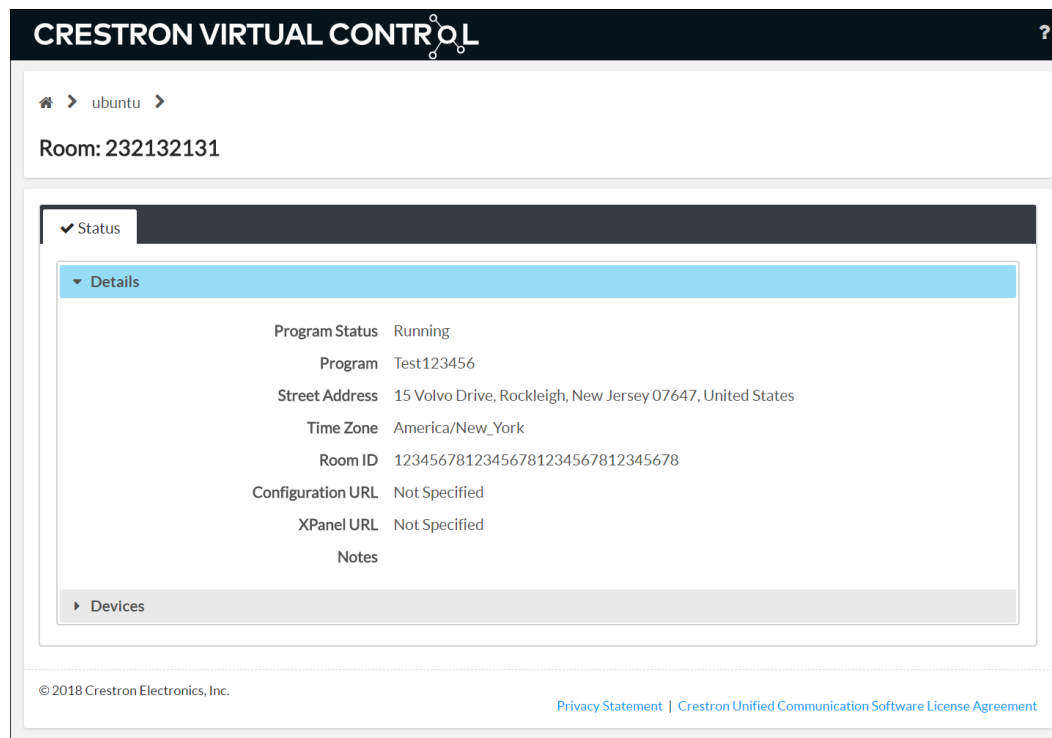 CRESTRON VIRTUAL CONTROL
?
ubuntu
Room: 232132131
Status
Details
Program Status Running
Program Test123456
Street Address 15 Volvo Drive, Rockleigh, New Jersey 07647, United States
Time Zone America/New_York
Room ID 12345678123456781234567812345678
Configuration URL Not Specified
XPanel URL Not Specified
Notes
Devices
© 2018 Crestron Electronics, Inc.
Privacy Statement | Crestron Unified Communication Software License Agreement